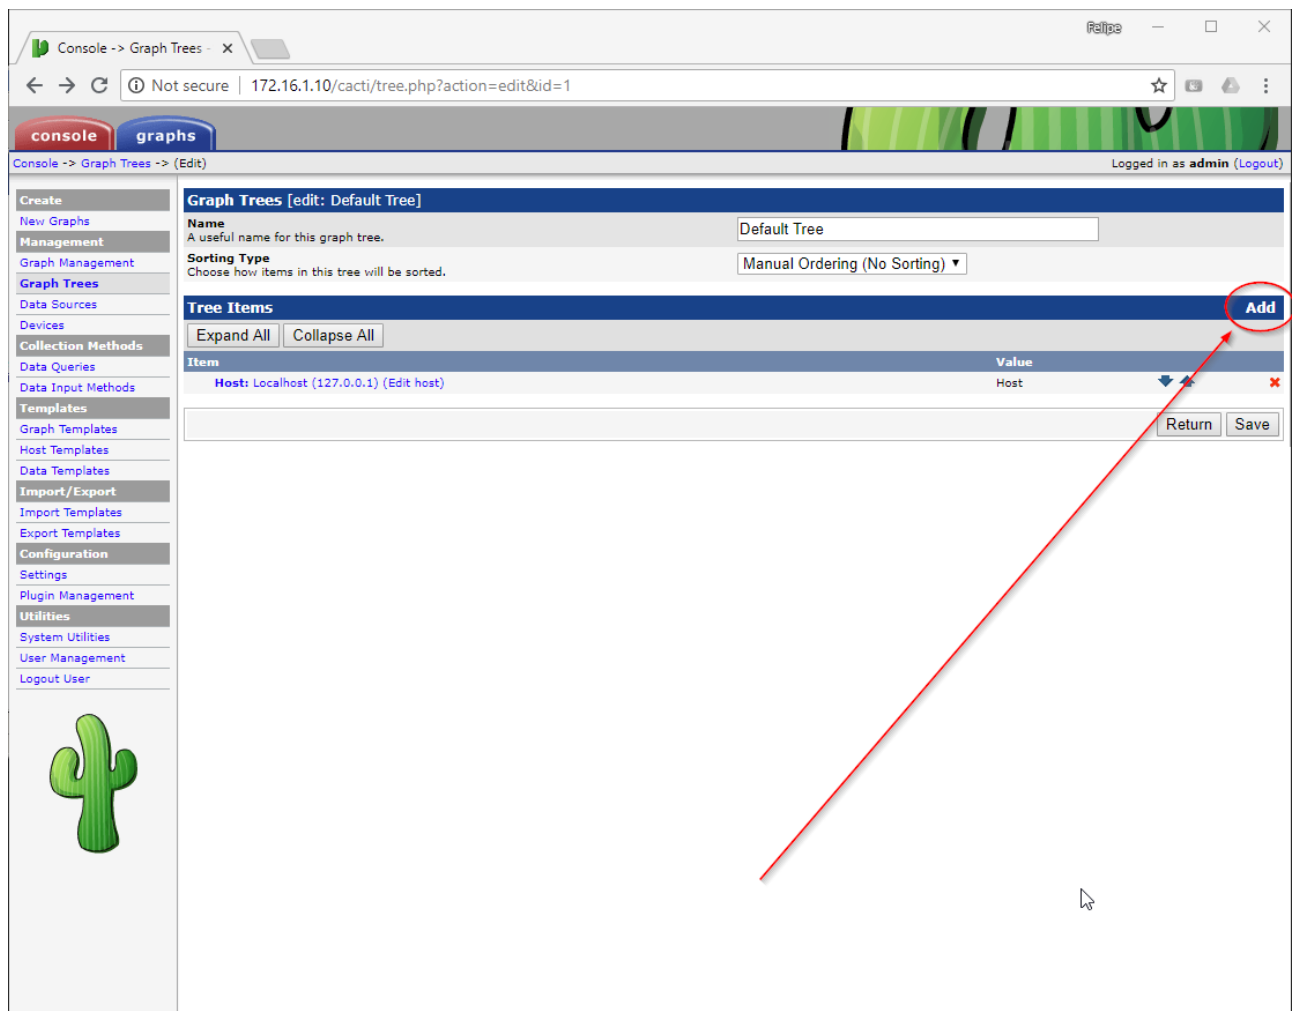 Felipe
Console -> Graph Trees -
Not secure | 172.16.1.10/cacti/tree.php?action=edit&id=1
console graphs
Console -> Graph Trees -> (Edit) Logged in as admin (Logout)
Create
New Graphs
Management
Graph Management
Graph Trees
Data Sources
Devices
Collection Methods
Data Queries
Data Input Methods
Templates
Graph Templates
Host Templates
Data Templates
Import/Export
Import Templates
Export Templates
Configuration
Settings
Plugin Management
Utilities
System Utilities
User Management
Logout User
Graph Trees [edit: Default Tree]
Name
A useful name for this graph tree.
Default Tree
Sorting Type
Choose how items in this tree will be sorted.
Manual Ordering (No Sorting)
Tree Items Add
Expand All Collapse All
Item Value
Host: Localhost (127.0.0.1) (Edit host) Host
Return Save